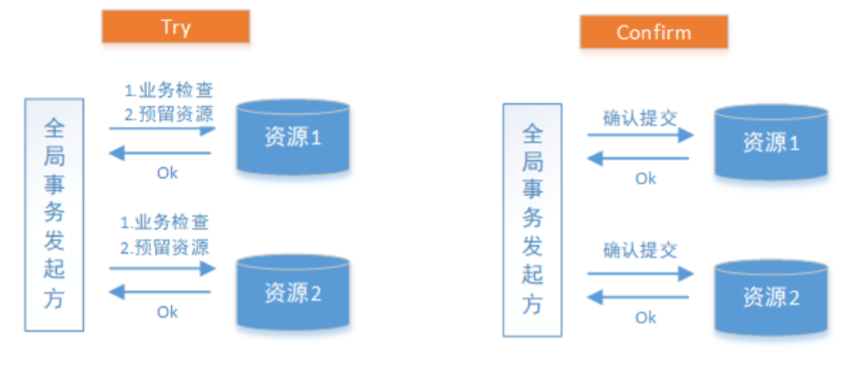 Try
全局事务发起方
1.业务检查
2.预留资源
Ok
资源1
1.业务检查
2.预留资源
Ok
资源2
Confirm
全局事务发起方
确认提交
Ok
资源1
确认提交
Ok
资源2